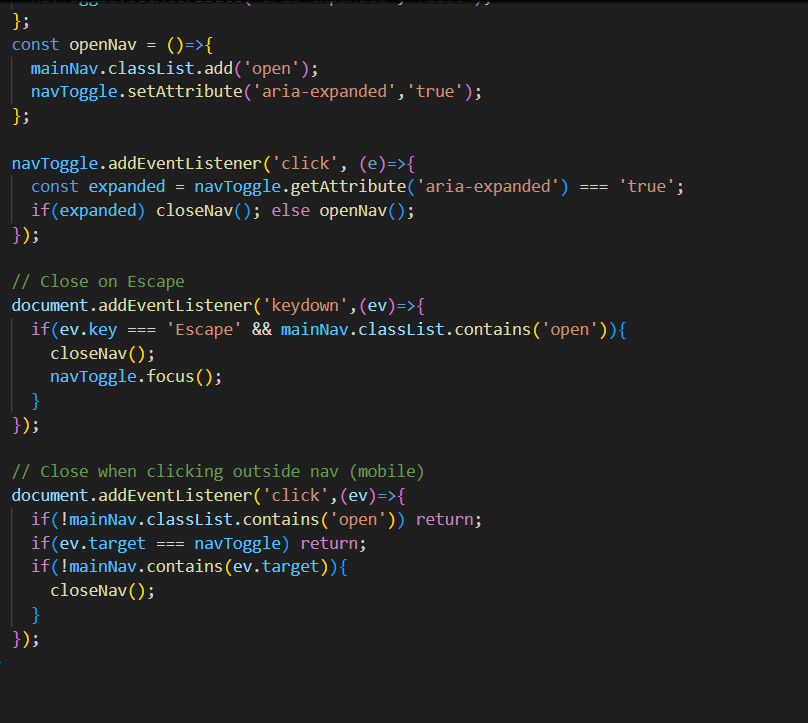 };
const openNav = ()=>{
  mainNav.classList.add('open');
  navToggle.setAttribute('aria-expanded','true');
};

navToggle.addEventListener('click', (e)=>{
  const expanded = navToggle.getAttribute('aria-expanded') === 'true';
  if(expanded) closeNav(); else openNav();
});

// Close on Escape
document.addEventListener('keydown',(ev)=>{
  if(ev.key === 'Escape' && mainNav.classList.contains('open')){
    closeNav();
    navToggle.focus();
  }
});

// Close when clicking outside nav (mobile)
document.addEventListener('click',(ev)=>{
  if(!mainNav.classList.contains('open')) return;
  if(ev.target === navToggle) return;
  if(!mainNav.contains(ev.target)){
    closeNav();
  }
});